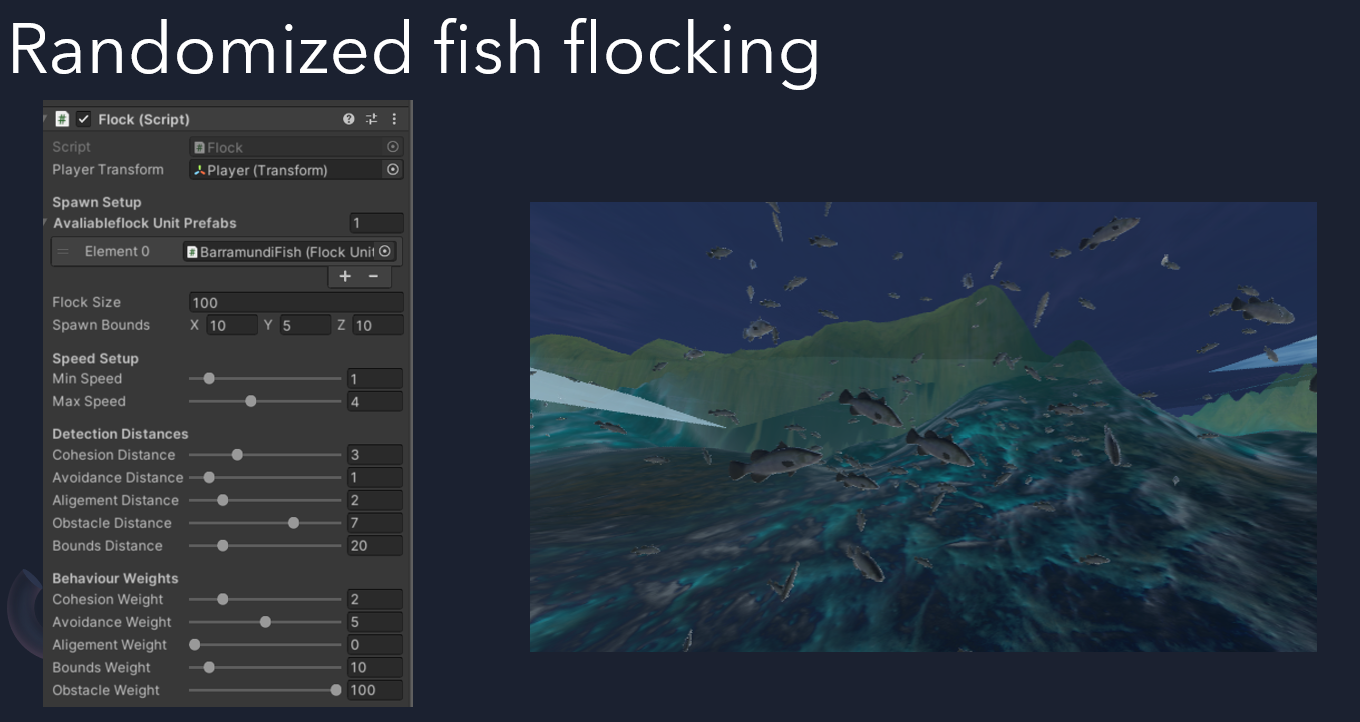 Randomized fish flocking
# Flock (Script)
Script # Flock
Player Transform Player (Transform)
Spawn Setup
Avaliableflock Unit Prefabs 1
= Element 0 # BarramundiFish (Flock Unit
+ −
Flock Size 100
Spawn Bounds X 10 Y 5 Z 10
Speed Setup
Min Speed 1
Max Speed 4
Detection Distances
Cohesion Distance 3
Avoidance Distance 1
Aligement Distance 2
Obstacle Distance 7
Bounds Distance 20
Behaviour Weights
Cohesion Weight 2
Avoidance Weight 5
Aligement Weight 0
Bounds Weight 10
Obstacle Weight 100